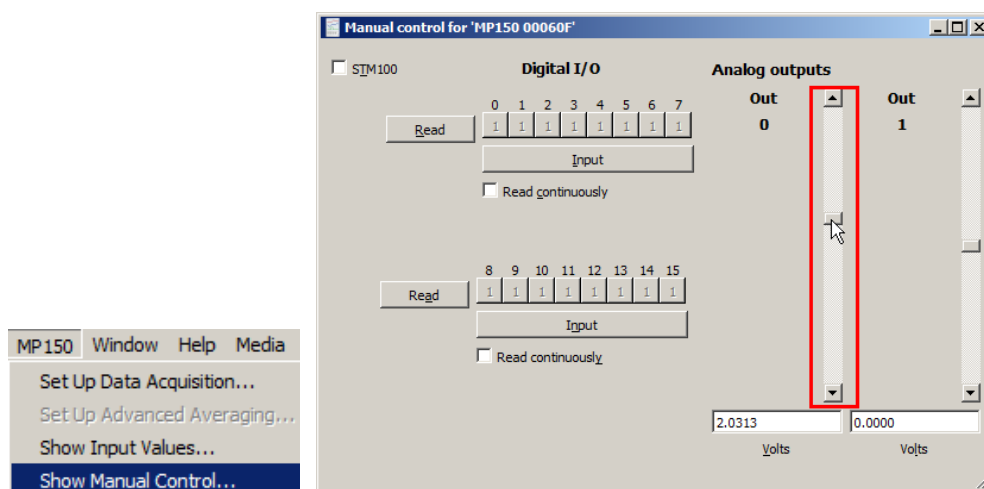 MP150 Window Help Media
Set Up Data Acquisition...
Set Up Advanced Averaging...
Show Input Values...
Show Manual Control...
Manual control for 'MP150 00060F'
STM100
Digital I/O
Analog outputs
Out Out
0 1
0 1 2 3 4 5 6 7
Read 1 1 1 1 1 1 1 1
Input
Read continuously
8 9 10 11 12 13 14 15
Read 1 1 1 1 1 1 1 1
Input
Read continuously
2.0313 0.0000
Volts Volts